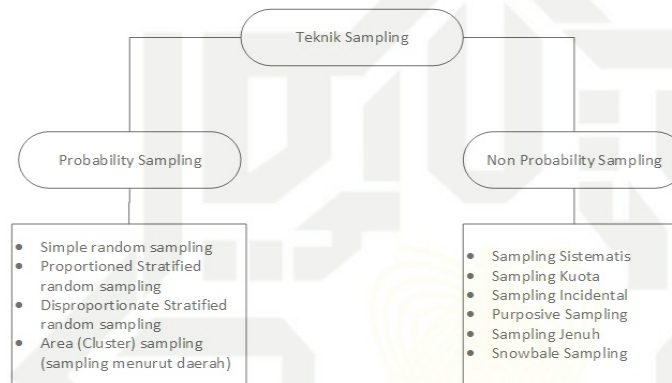 Teknik Sampling
Probability Sampling
Non Probability Sampling
• Simple random sampling
• Proportioned Stratified
random sampling
• Disproportionate Stratified
random sampling
• Area (Cluster) sampling
(sampling menurut daerah)
• Sampling Sistematis
• Sampling Kuota
• Sampling Incidental
• Purposive Sampling
• Sampling Jenuh
• Snowbale Sampling